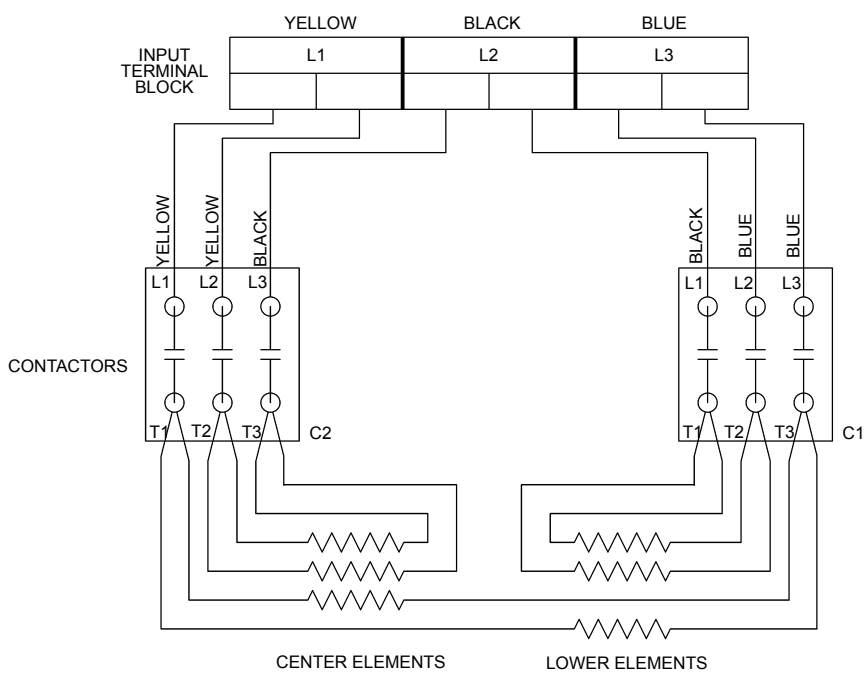 YELLOW BLACK BLUE
INPUT
TERMINAL
BLOCK
L1 L2 L3
YELLOW YELLOW BLACK BLACK BLUE BLUE
L1 L2 L3 L1 L2 L3
CONTACTORS
T1 T2 T3 C2 T1 T2 T3 C1
CENTER ELEMENTS LOWER ELEMENTS